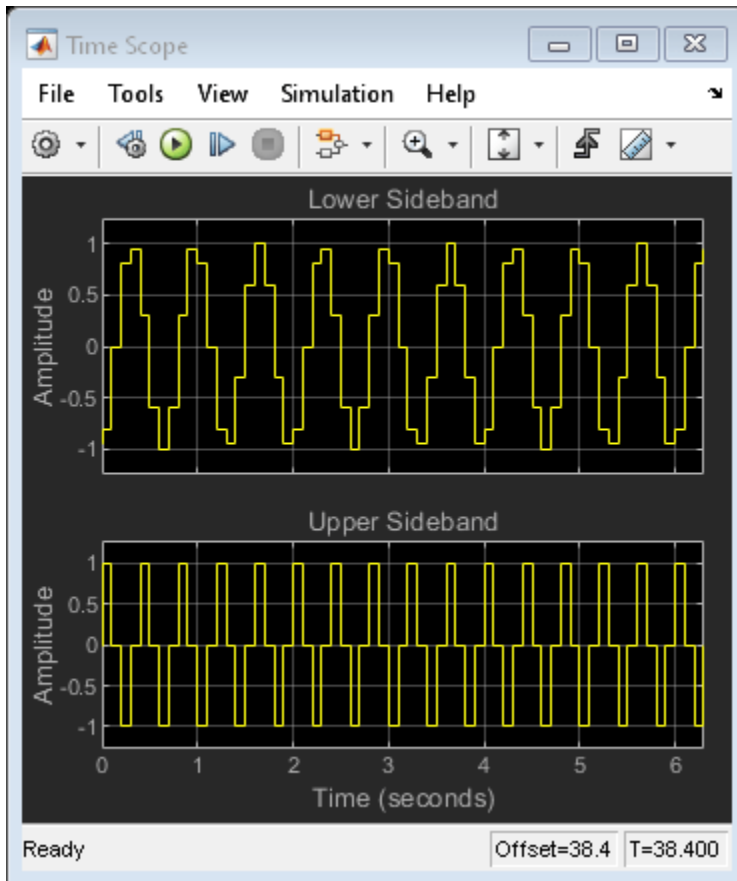 Time Scope
File Tools View Simulation Help
Lower Sideband
Amplitude
1
0.5
0
-0.5
-1
Upper Sideband
Amplitude
1
0.5
0
-0.5
-1
0 1 2 3 4 5 6
Time (seconds)
Ready Offset=38.4 T=38.400